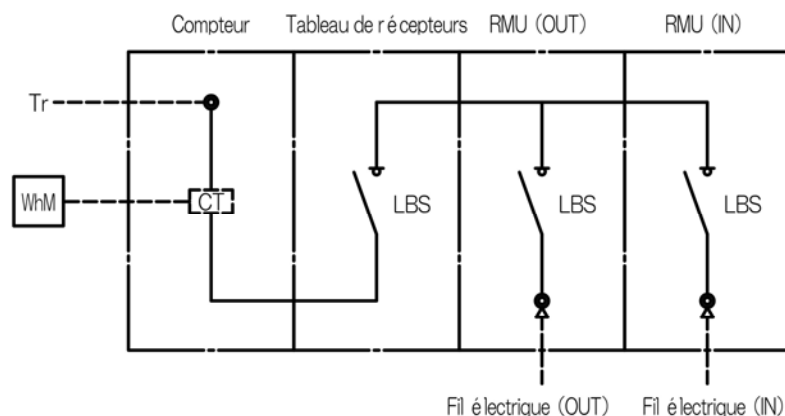 Compteur
Tableau de récepteurs
RMU (OUT)
RMU (IN)
Tr
WhM
CT
LBS
LBS
LBS
Fil électrique (OUT)
Fil électrique (IN)